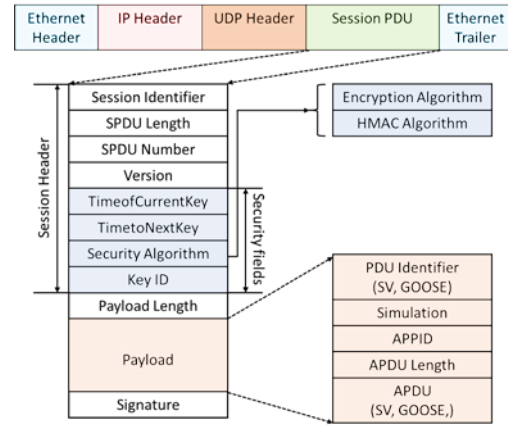 Ethernet
Header
IP Header
UDP Header
Session PDU
Ethernet
Trailer
Session Header
Session Identifier
SPDU Length
SPDU Number
Version
TimeofCurrentKey
TimetoNextKey
Security Algorithm
Key ID
Security fields
Payload Length
Payload
Signature
Encryption Algorithm
HMAC Algorithm
PDU Identifier
(SV, GOOSE)
Simulation
APPID
APDU Length
APDU
(SV, GOOSE,)